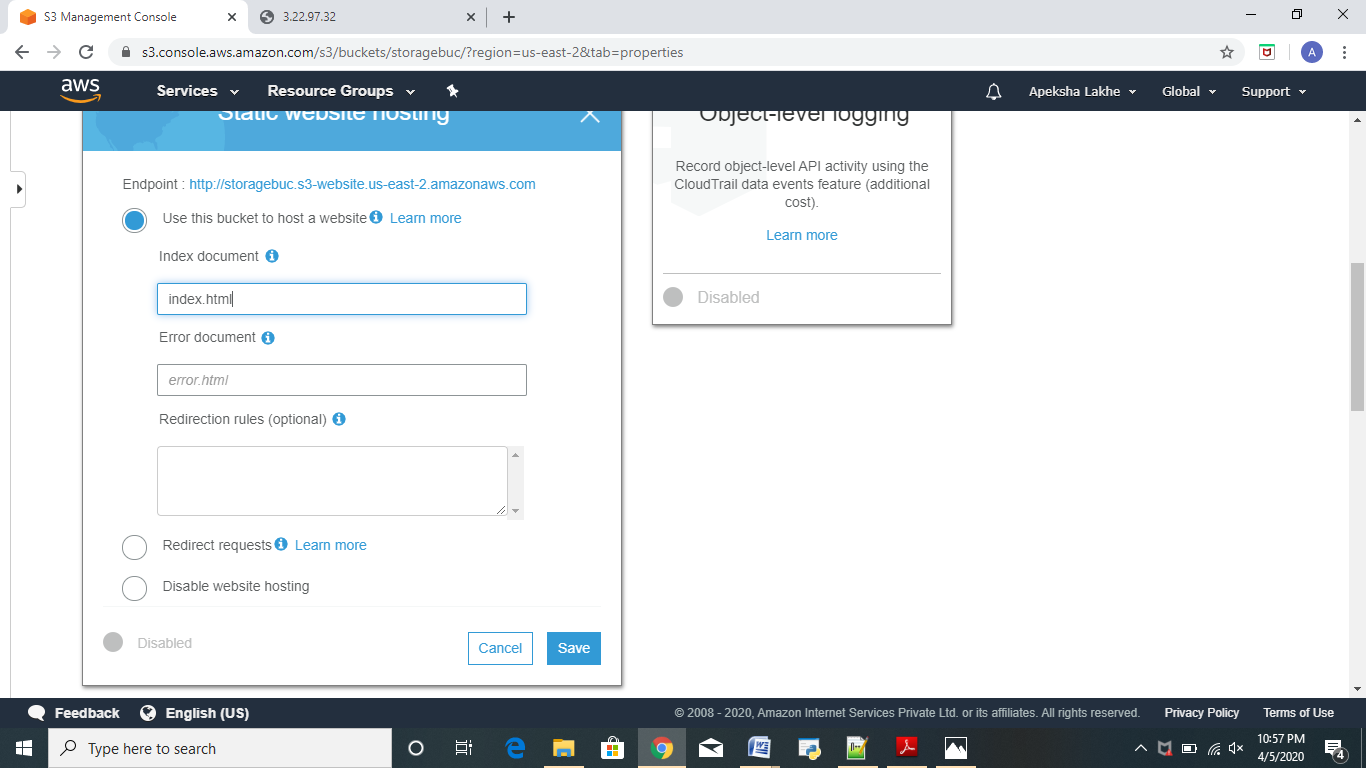 S3 Management Console
3.22.97.32
s3.console.aws.amazon.com/s3/buckets/storagebuc/?region=us-east-2&tab=properties
A
aws
Services
Resource Groups
Apeksha Lakhe
Global
Support
Static website hosting
Endpoint : http://storagebuc.s3-website.us-east-2.amazonaws.com
Use this bucket to host a website Learn more
Index document
index.html
Error document
error.html
Redirection rules (optional)
Redirect requests Learn more
Disable website hosting
Disabled
Cancel
Save
Object-level logging
Record object-level API activity using the
CloudTrail data events feature (additional
cost).
Learn more
Disabled
Feedback
English (US)
© 2008 - 2020, Amazon Internet Services Private Ltd. or its affiliates. All rights reserved.
Privacy Policy
Terms of Use
Type here to search
10:57 PM
4/5/2020
4